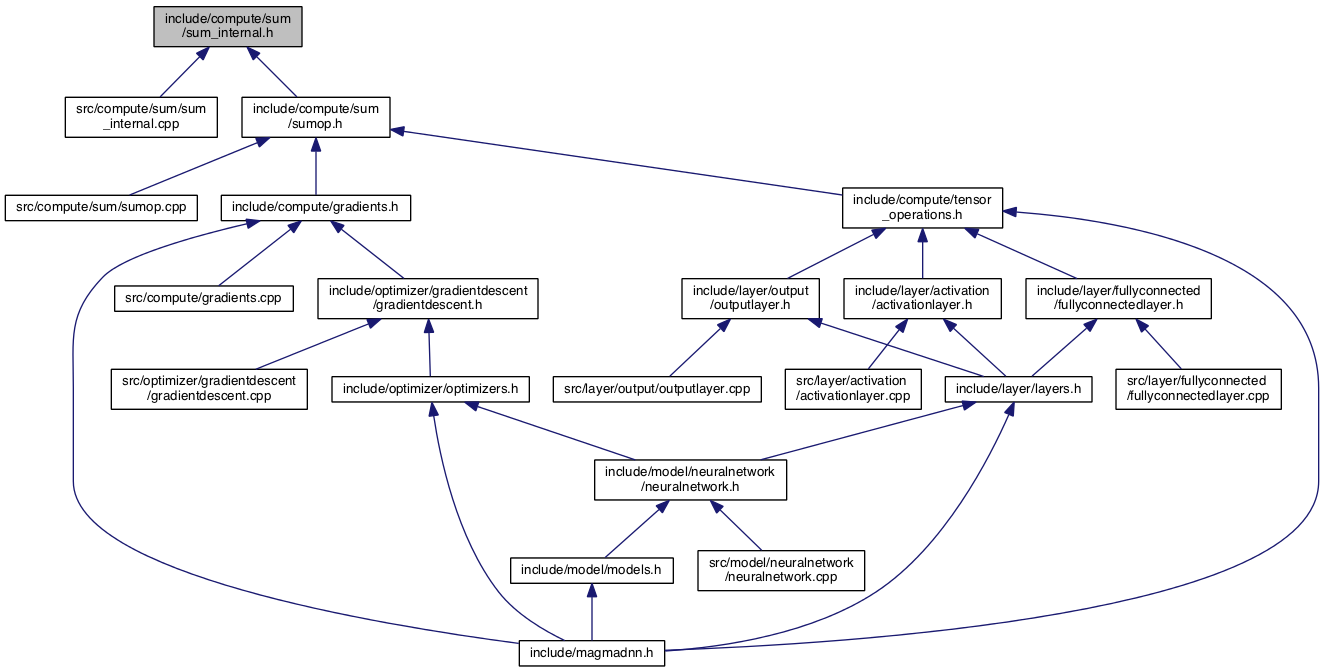 include/compute/sum
/sum_internal.h
src/compute/sum/sum
_internal.cpp
include/compute/sum
/sumop.h
src/compute/sum/sumop.cpp
include/compute/gradients.h
include/compute/tensor
_operations.h
src/compute/gradients.cpp
include/optimizer/gradientdescent
/gradientdescent.h
include/layer/output
/outputlayer.h
include/layer/activation
/activationlayer.h
include/layer/fullyconnected
/fullyconnectedlayer.h
src/optimizer/gradientdescent
/gradientdescent.cpp
include/optimizer/optimizers.h
src/layer/output/outputlayer.cpp
src/layer/activation
/activationlayer.cpp
include/layer/layers.h
src/layer/fullyconnected
/fullyconnectedlayer.cpp
include/model/neuralnetwork
/neuralnetwork.h
include/model/models.h
src/model/neuralnetwork
/neuralnetwork.cpp
include/magmadnn.h